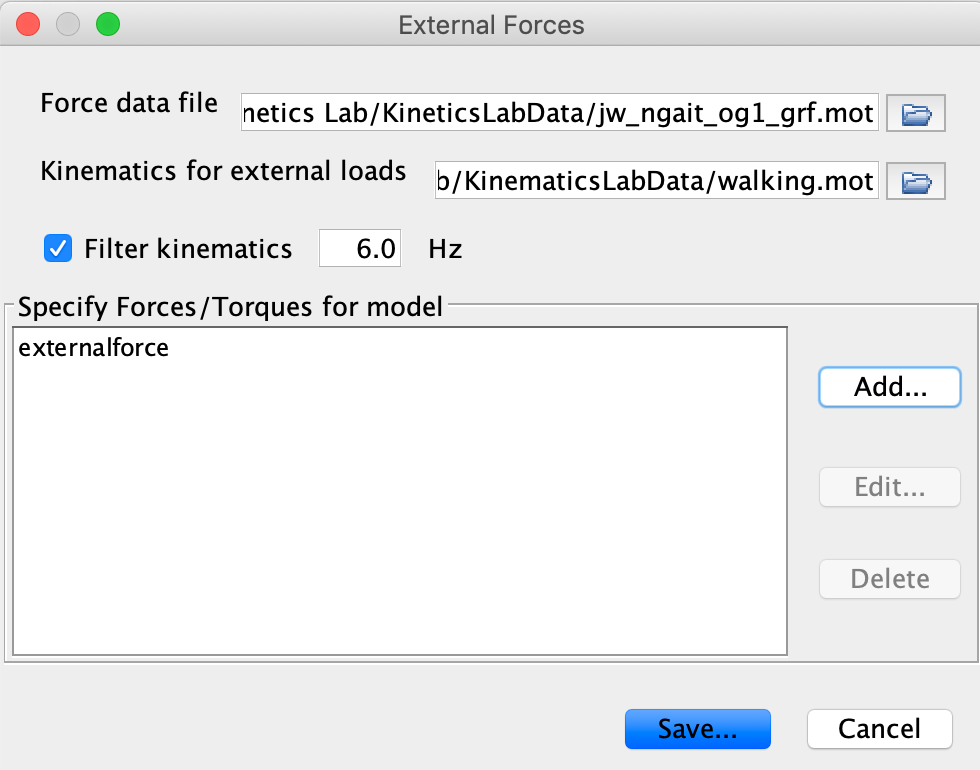 External Forces
Force data file netics Lab/KineticsLabData/jw_ngait_og1_grf.mot
Kinematics for external loads b/KinematicsLabData/walking.mot
Filter kinematics 6.0 Hz
Specify Forces/Torques for model
externalforce
Add...
Edit...
Delete
Save... Cancel